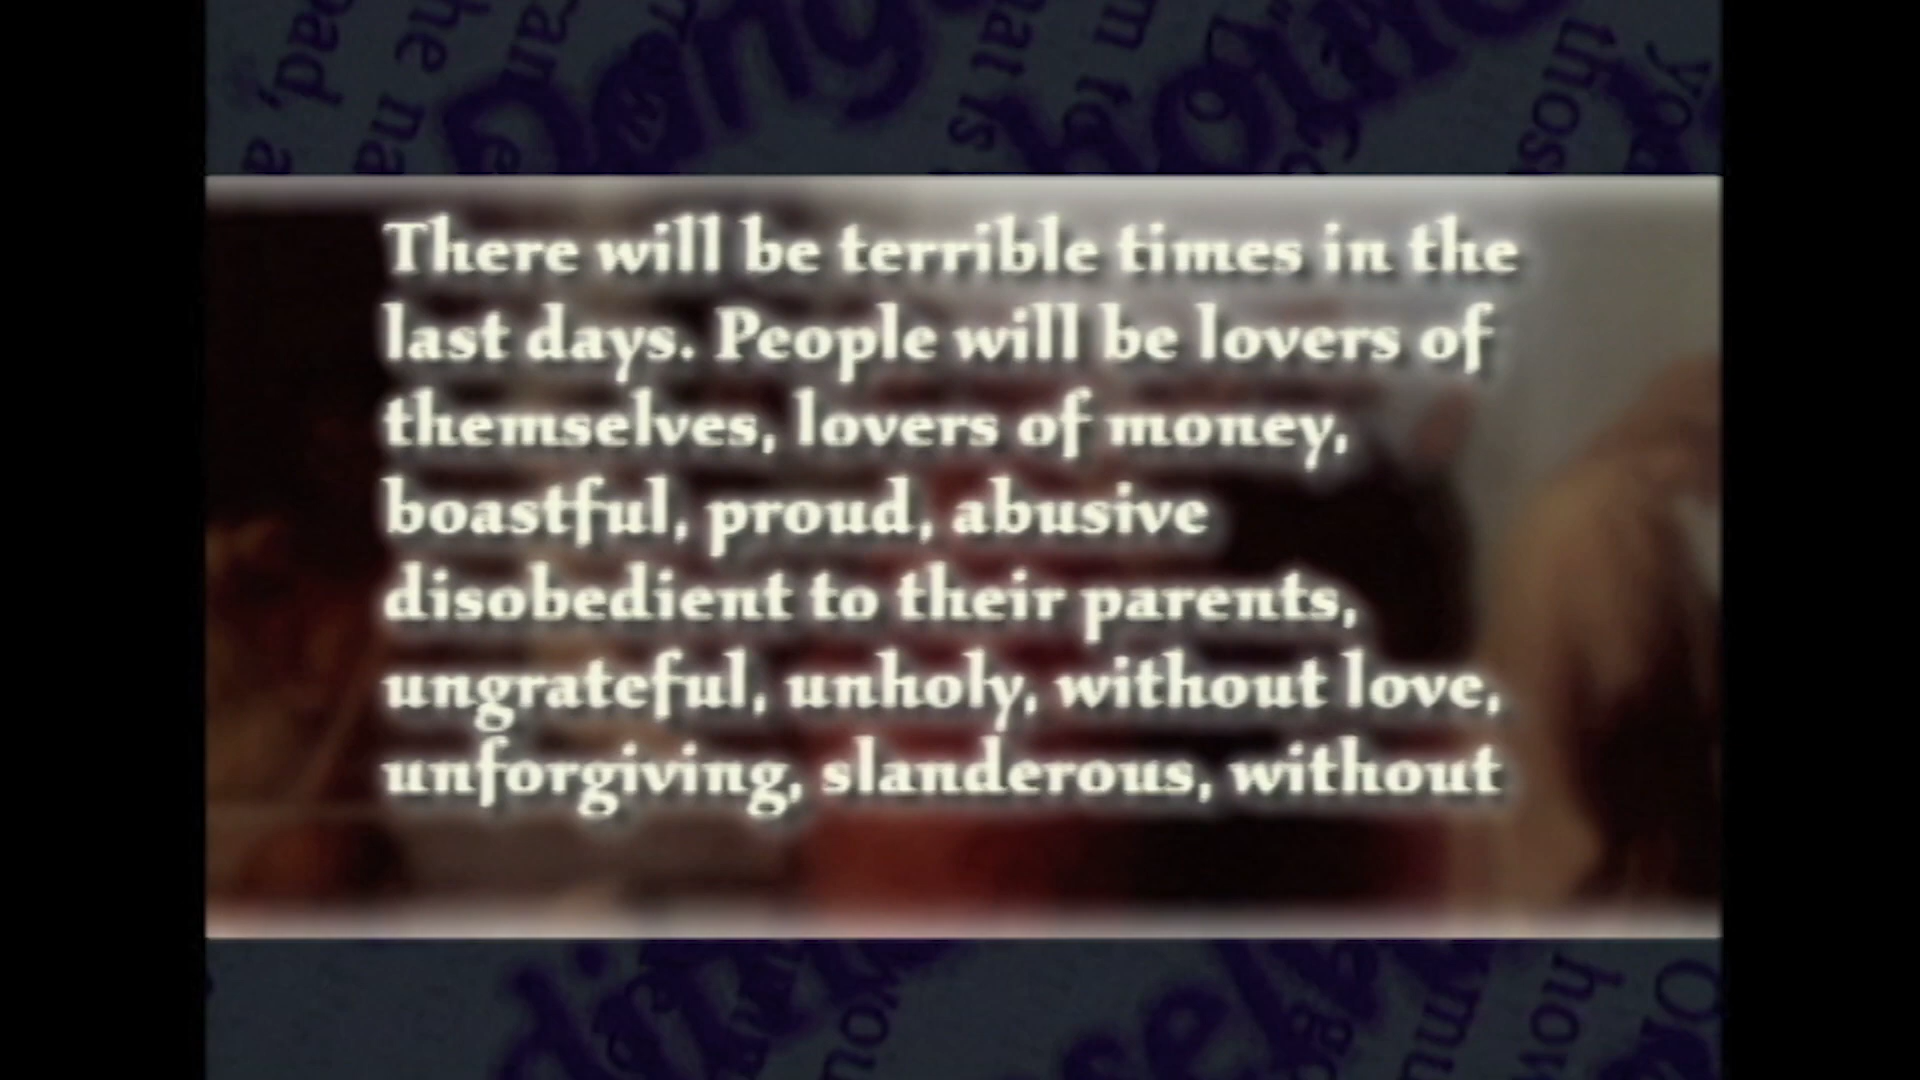 There will be terrible times in the
last days. People will be lovers of
themselves, lovers of money,
boastful, proud, abusive
disobedient to their parents,
ungrateful, unholy, without love,
unforgiving, slanderous, without